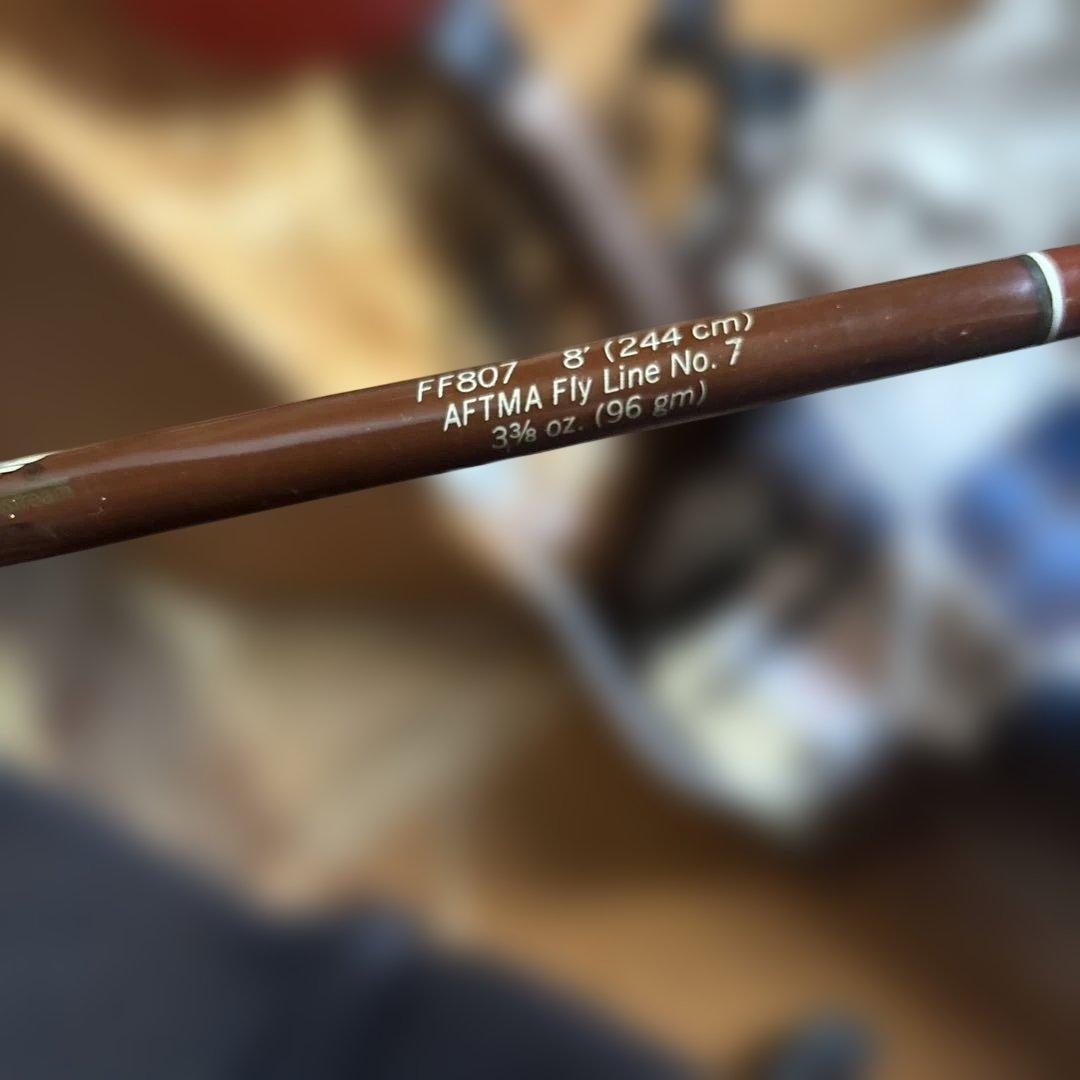 FF807 8′ (244 cm)
AFTMA Fly Line No. 7
3⅜ oz. (96 gm)